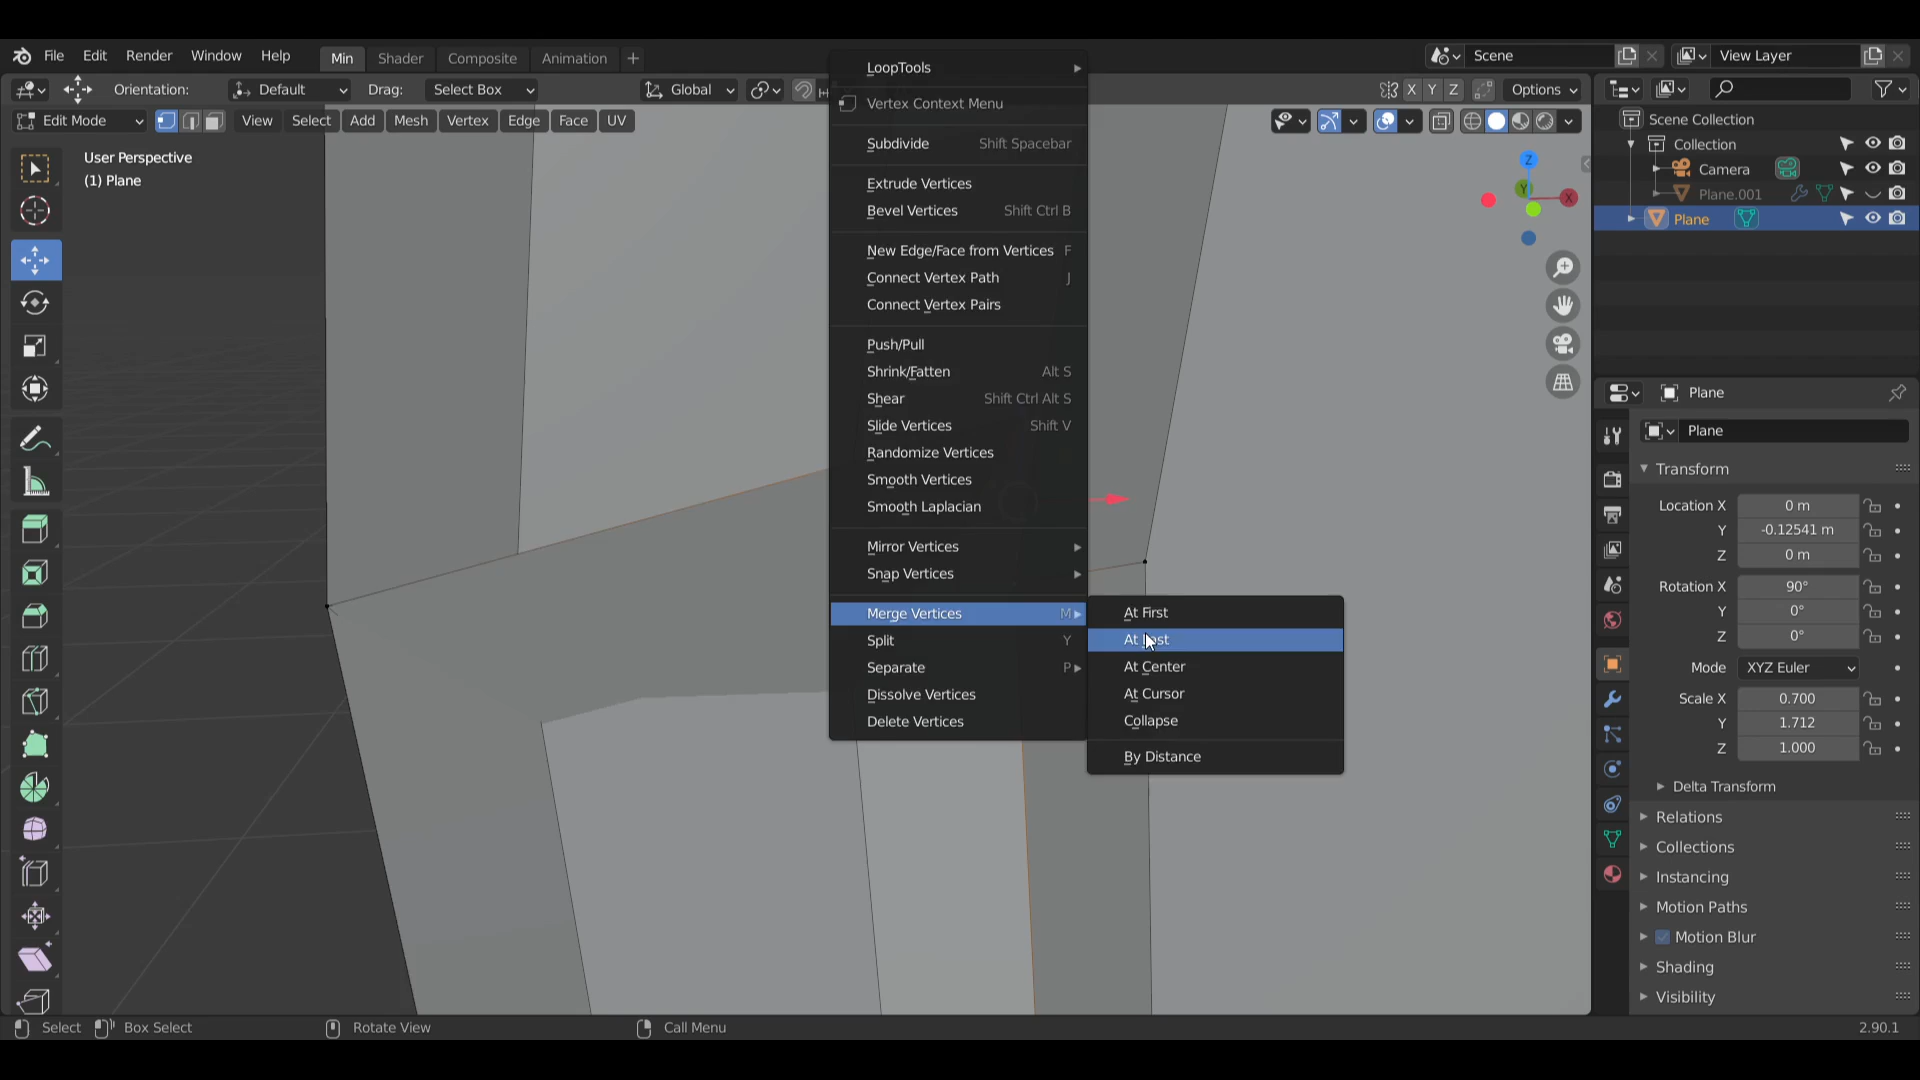 File Edit Render Window Help Min Shader Composite Animation + Scene View Layer
Orientation: Default Drag: Select Box Global X Y Z Options
Edit Mode View Select Add Mesh Vertex Edge Face UV
User Perspective
(1) Plane
LoopTools
Vertex Context Menu
Subdivide Shift Spacebar
Extrude Vertices
Bevel Vertices Shift Ctrl B
New Edge/Face from Vertices F
Connect Vertex Path J
Connect Vertex Pairs
Push/Pull
Shrink/Fatten Alt S
Shear Shift Ctrl Alt S
Slide Vertices Shift V
Randomize Vertices
Smooth Vertices
Smooth Laplacian
Mirror Vertices
Snap Vertices
Merge Vertices M
Split Y
Separate P
Dissolve Vertices
Delete Vertices
At First
At Last
At Center
At Cursor
Collapse
By Distance
Z
Y
X
Scene Collection
Collection
Camera
Plane.001
Plane
Plane
Plane
Transform
Location X 0 m
Y -0.12541 m
Z 0 m
Rotation X 90°
Y 0°
Z 0°
Mode XYZ Euler
Scale X 0.700
Y 1.712
Z 1.000
Delta Transform
Relations
Collections
Instancing
Motion Paths
Motion Blur
Shading
Visibility
Select Box Select Rotate View Call Menu 2.90.1